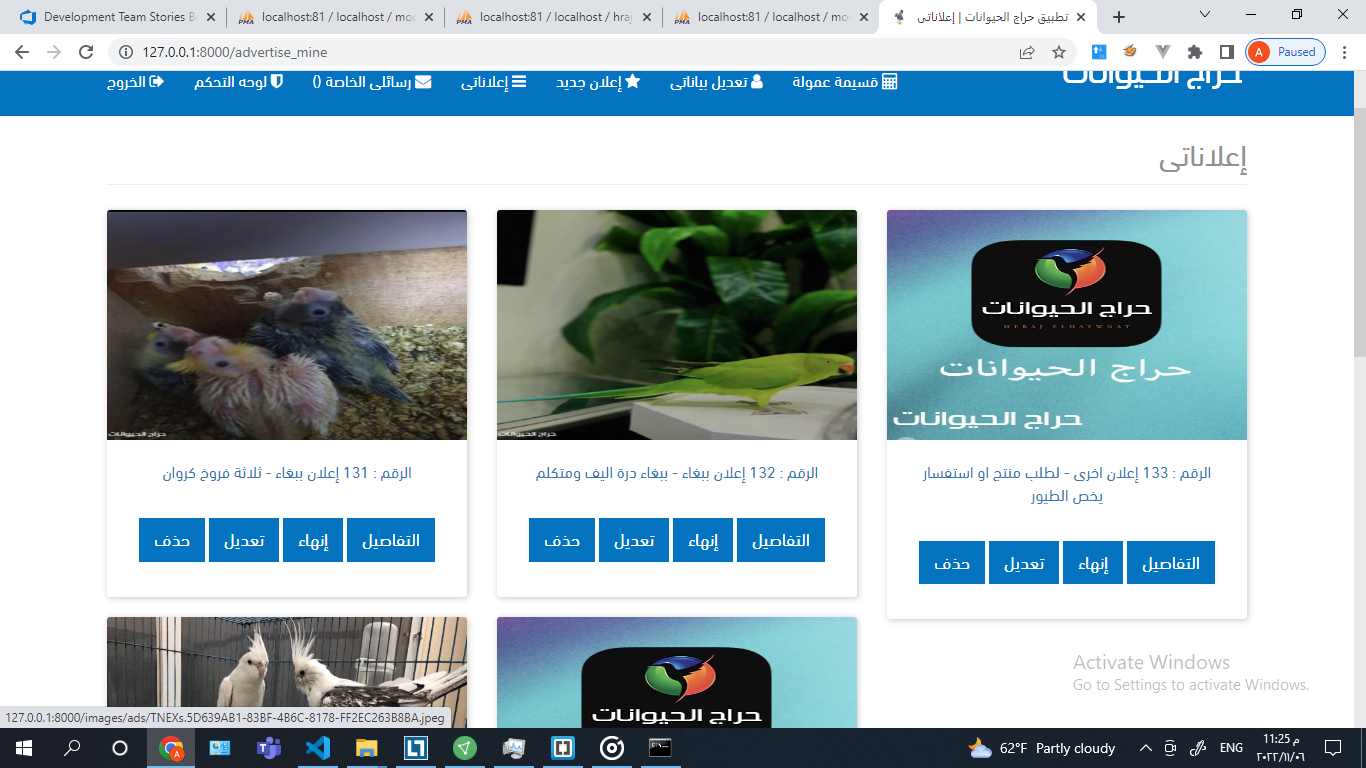 Development Team Stories B
localhost:81 / localhost / mo
localhost:81 / localhost / hraj
localhost:81 / localhost / mo
تطبيق حراج الحيوانات | إعلاناتى
127.0.0.1:8000/advertise_mine
A Paused
حراج الحيوانات
قسيمة عمولة
تعديل بياناتى
إعلان جديد
إعلاناتى
رسائلى الخاصة ()
لوحه التحكم
الخروج
إعلاناتى
حراج الحيوانات
HERAJ ELHAYWNAT
حراج الحيوانات
حراج الحيوانات
الرقم : 133 إعلان اخرى - لطلب منتج او استفسار
يخص الطيور
التفاصيل إنهاء تعديل حذف
حراج الحيوانات
الرقم : 132 إعلان ببغاء - ببغاء درة اليف ومتكلم
التفاصيل إنهاء تعديل حذف
حراج الحيوانات
الرقم : 131 إعلان ببغاء - ثلاثة فروخ كروان
التفاصيل إنهاء تعديل حذف
حراج الحيوانات
Activate Windows
Go to Settings to activate Windows.
127.0.0.1:8000/images/ads/TNEXs.5D639AB1-83BF-4B6C-8178-FF2EC263B8BA.jpeg
62°F Partly cloudy
ENG
11:25 م
٢٠٢٢/١١/٠٦